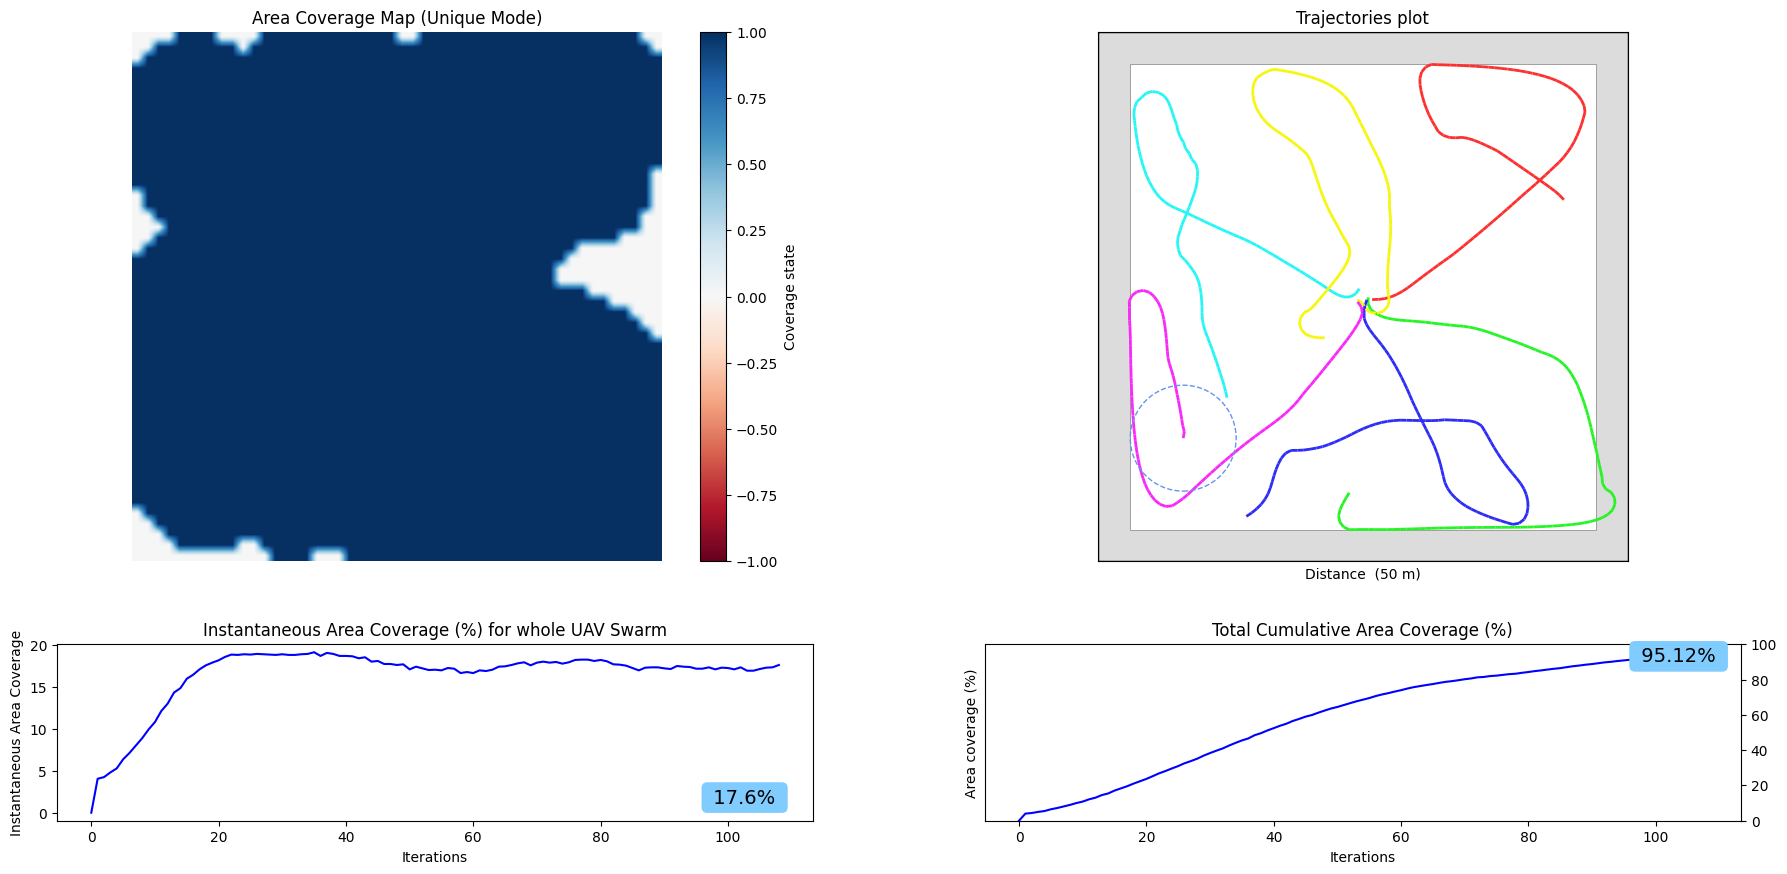 Area Coverage Map (Unique Mode)
1.00
0.75
0.50
0.25
0.00
−0.25
−0.50
−0.75
−1.00
Coverage state
Trajectories plot
Distance  (50 m)
Instantaneous Area Coverage (%) for whole UAV Swarm
Instantaneous Area Coverage
20
15
10
5
0
17.6%
0 20 40 60 80 100
Iterations
Total Cumulative Area Coverage (%)
Area coverage (%)
95.12%
100
80
60
40
20
0
0 20 40 60 80 100
Iterations